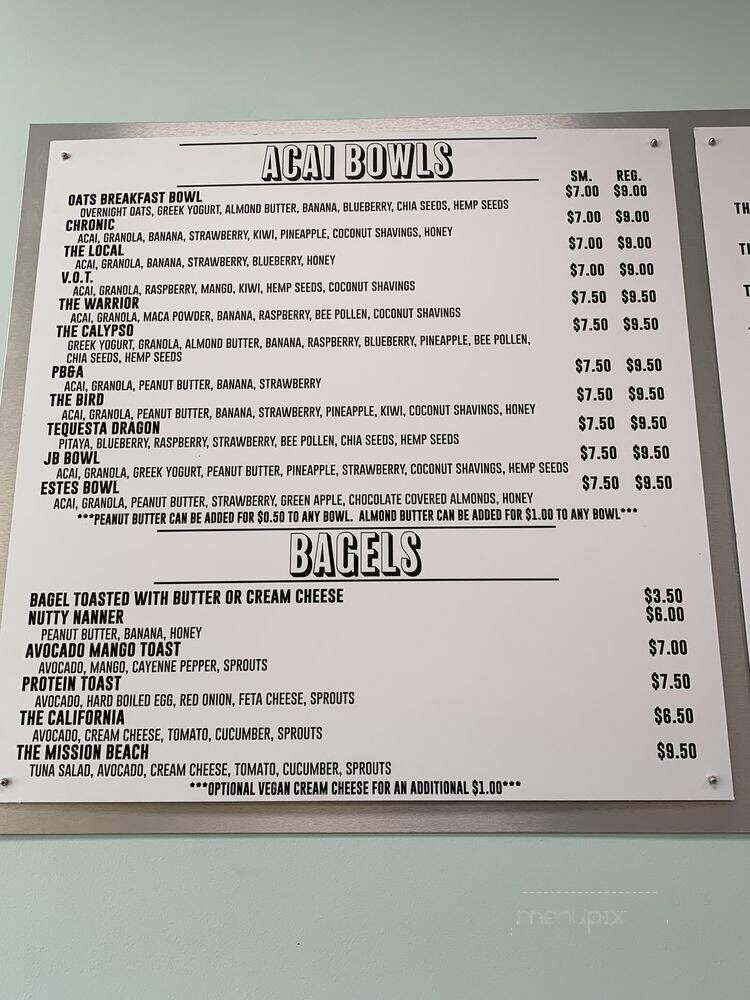 ACAI BOWLS
SM. REG.
OATS BREAKFAST BOWL $7.00 $9.00
OVERNIGHT OATS, GREEK YOGURT, ALMOND BUTTER, BANANA, BLUEBERRY, CHIA SEEDS, HEMP SEEDS
CHRONIC $7.00 $9.00
ACAI, GRANOLA, BANANA, STRAWBERRY, KIWI, PINEAPPLE, COCONUT SHAVINGS, HONEY
THE LOCAL $7.00 $9.00
ACAI, GRANOLA, BANANA, STRAWBERRY, BLUEBERRY, HONEY
V.O.T. $7.00 $9.00
ACAI, GRANOLA, RASPBERRY, MANGO, KIWI, HEMP SEEDS, COCONUT SHAVINGS
THE WARRIOR $7.50 $9.50
ACAI, GRANOLA, MACA POWDER, BANANA, RASPBERRY, BEE POLLEN, COCONUT SHAVINGS
THE CALYPSO $7.50 $9.50
GREEK YOGURT, GRANOLA, ALMOND BUTTER, BANANA, RASPBERRY, BLUEBERRY, PINEAPPLE, BEE POLLEN,
CHIA SEEDS, HEMP SEEDS
PB&A $7.50 $9.50
ACAI, GRANOLA, PEANUT BUTTER, BANANA, STRAWBERRY
THE BIRD $7.50 $9.50
ACAI, GRANOLA, PEANUT BUTTER, BANANA, STRAWBERRY, PINEAPPLE, KIWI, COCONUT SHAVINGS, HONEY
TEQUESTA DRAGON $7.50 $9.50
PITAYA, BLUEBERRY, RASPBERRY, STRAWBERRY, BEE POLLEN, CHIA SEEDS, HEMP SEEDS
JB BOWL $7.50 $9.50
ACAI, GRANOLA, GREEK YOGURT, PEANUT BUTTER, PINEAPPLE, STRAWBERRY, COCONUT SHAVINGS, HEMP SEEDS
ESTES BOWL $7.50 $9.50
ACAI, GRANOLA, PEANUT BUTTER, STRAWBERRY, GREEN APPLE, CHOCOLATE COVERED ALMONDS, HONEY
***PEANUT BUTTER CAN BE ADDED FOR $0.50 TO ANY BOWL. ALMOND BUTTER CAN BE ADDED FOR $1.00 TO ANY BOWL***
BAGELS
BAGEL TOASTED WITH BUTTER OR CREAM CHEESE $3.50
NUTTY NANNER $6.00
PEANUT BUTTER, BANANA, HONEY
AVOCADO MANGO TOAST $7.00
AVOCADO, MANGO, CAYENNE PEPPER, SPROUTS
PROTEIN TOAST $7.50
AVOCADO, HARD BOILED EGG, RED ONION, FETA CHEESE, SPROUTS
THE CALIFORNIA $6.50
AVOCADO, CREAM CHEESE, TOMATO, CUCUMBER, SPROUTS
THE MISSION BEACH $9.50
TUNA SALAD, AVOCADO, CREAM CHEESE, TOMATO, CUCUMBER, SPROUTS
***OPTIONAL VEGAN CREAM CHEESE FOR AN ADDITIONAL $1.00***
menupix